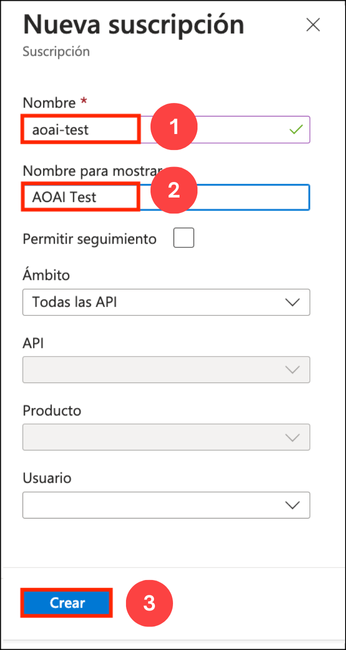 Nueva suscripción
Suscripción
Nombre *
aoai-test
1
Nombre para mostrar
2
AOAI Test
Permitir seguimiento
Ámbito
Todas las API
API
Producto
Usuario
Crear
3